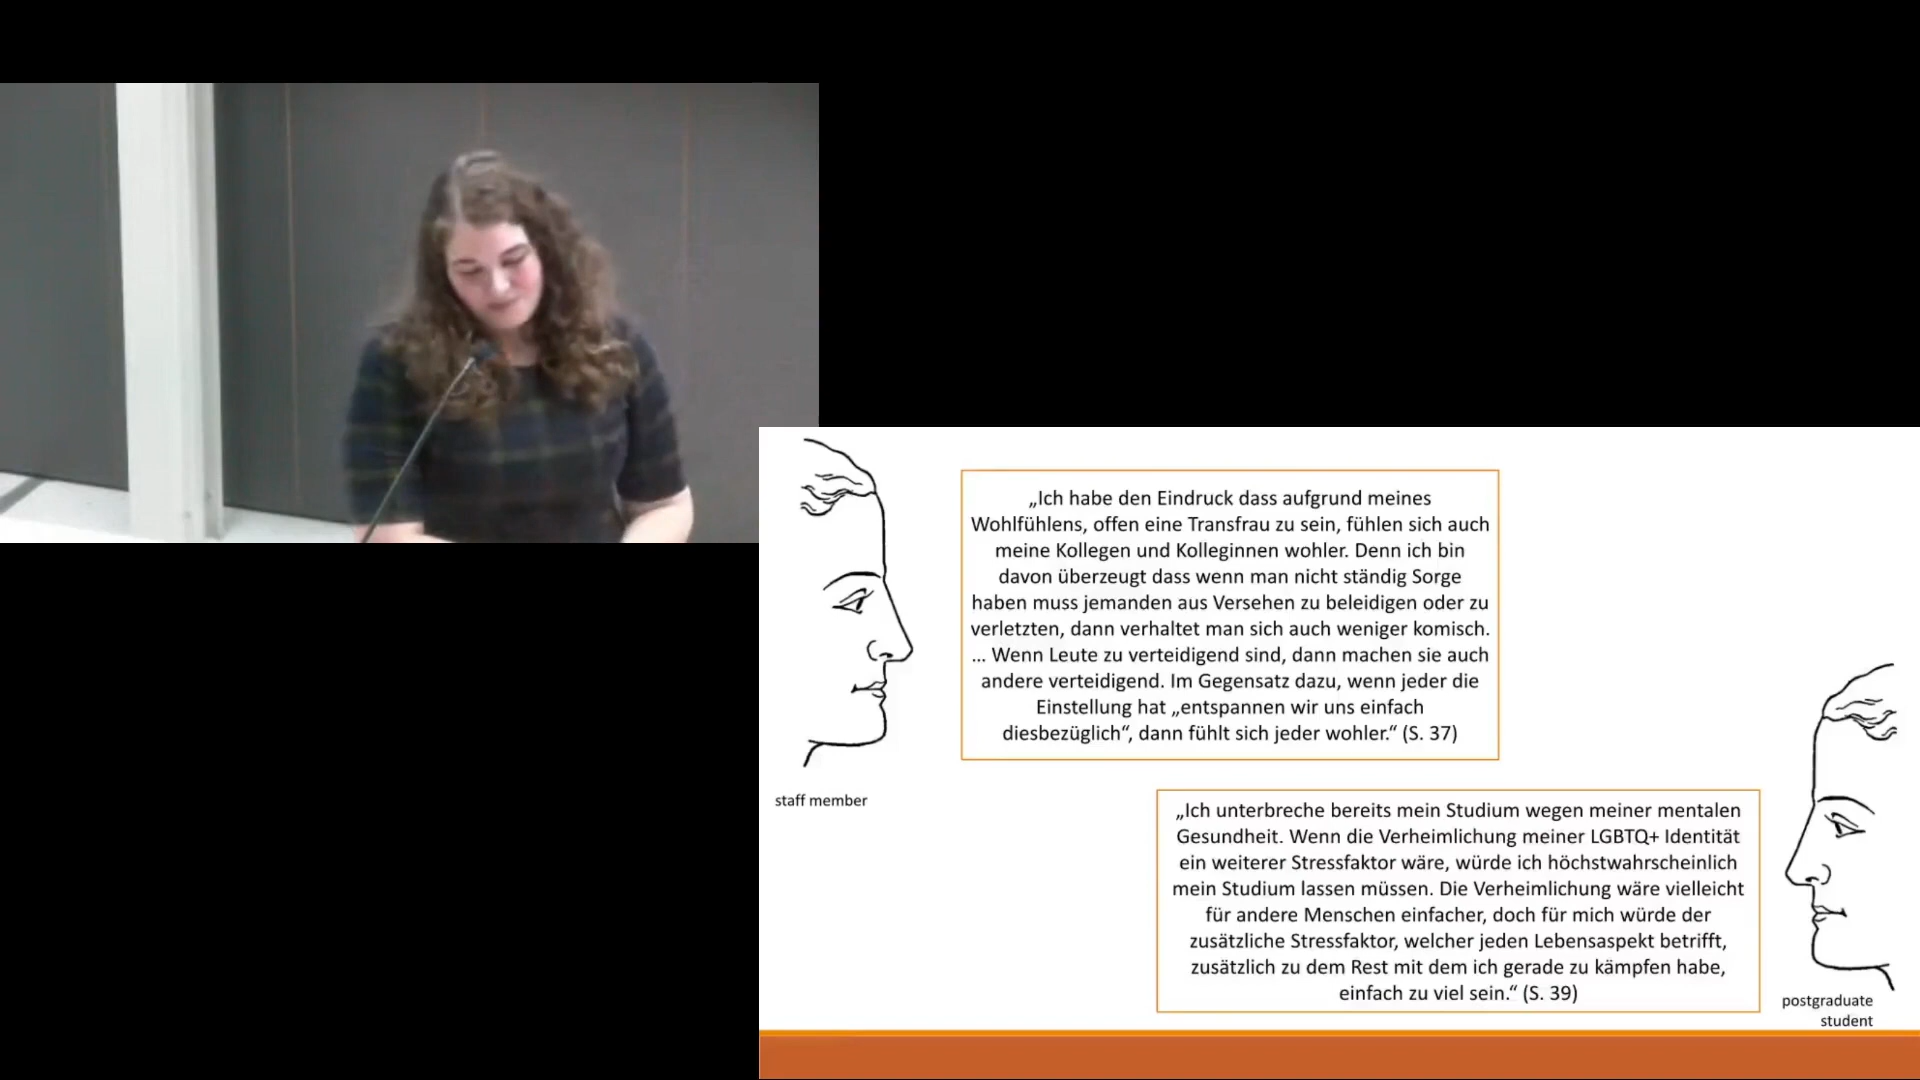 „Ich habe den Eindruck dass aufgrund meines
Wohlfühlens, offen eine Transfrau zu sein, fühlen sich auch
meine Kollegen und Kolleginnen wohler. Denn ich bin
davon überzeugt dass wenn man nicht ständig Sorge
haben muss jemanden aus Versehen zu beleidigen oder zu
verletzten, dann verhaltet man sich auch weniger komisch.
... Wenn Leute zu verteidigend sind, dann machen sie auch
andere verteidigend. Im Gegensatz dazu, wenn jeder die
Einstellung hat „entspannen wir uns einfach
diesbezüglich“, dann fühlt sich jeder wohler.“ (S. 37)
staff member
„Ich unterbreche bereits mein Studium wegen meiner mentalen
Gesundheit. Wenn die Verheimlichung meiner LGBTQ+ Identität
ein weiterer Stressfaktor wäre, würde ich höchstwahrscheinlich
mein Studium lassen müssen. Die Verheimlichung wäre vielleicht
für andere Menschen einfacher, doch für mich würde der
zusätzliche Stressfaktor, welcher jeden Lebensaspekt betrifft,
zusätzlich zu dem Rest mit dem ich gerade zu kämpfen habe,
einfach zu viel sein.“ (S. 39)
postgraduate
student